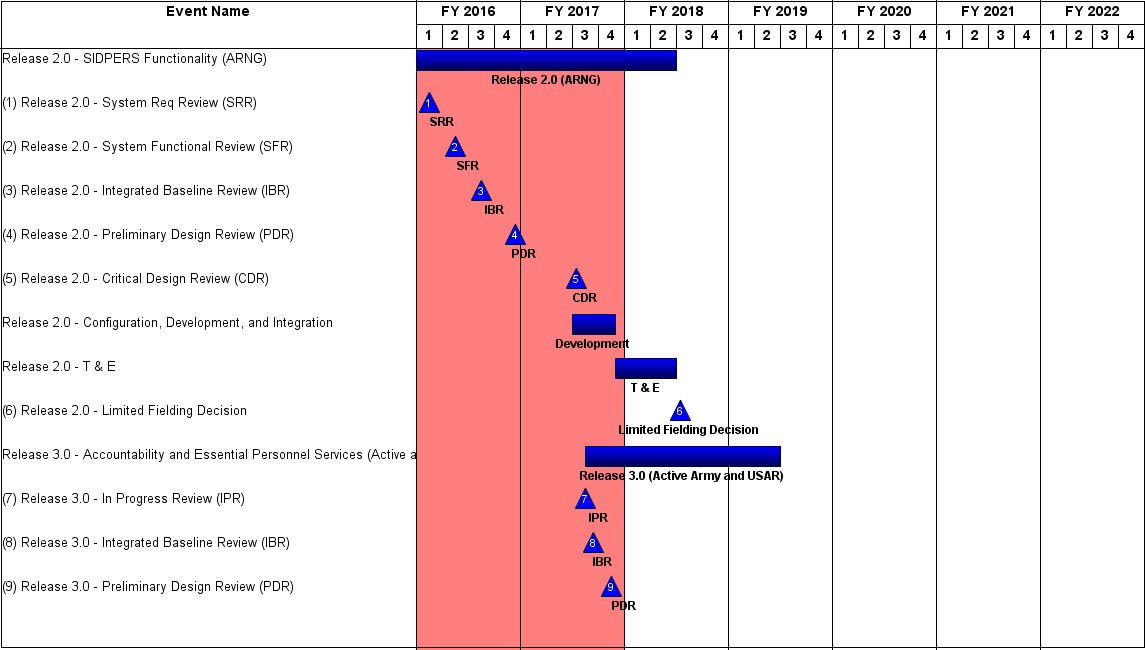 Event Name FY 2016 FY 2017 FY 2018 FY 2019 FY 2020 FY 2021 FY 2022
1 2 3 4 1 2 3 4 1 2 3 4 1 2 3 4 1 2 3 4 1 2 3 4 1 2 3 4
Release 2.0 - SIDPERS Functionality (ARNG)
Release 2.0 (ARNG)
(1) Release 2.0 - System Req Review (SRR) 1
SRR
(2) Release 2.0 - System Functional Review (SFR) 2
SFR
(3) Release 2.0 - Integrated Baseline Review (IBR) 3
IBR
(4) Release 2.0 - Preliminary Design Review (PDR) 4
PDR
(5) Release 2.0 - Critical Design Review (CDR) 5
CDR
Release 2.0 - Configuration, Development, and Integration
Development
Release 2.0 - T & E
T & E
(6) Release 2.0 - Limited Fielding Decision 6
Limited Fielding Decision
Release 3.0 - Accountability and Essential Personnel Services (Active a
Release 3.0 (Active Army and USAR)
(7) Release 3.0 - In Progress Review (IPR) 7
IPR
(8) Release 3.0 - Integrated Baseline Review (IBR) 8
IBR
(9) Release 3.0 - Preliminary Design Review (PDR) 9
PDR